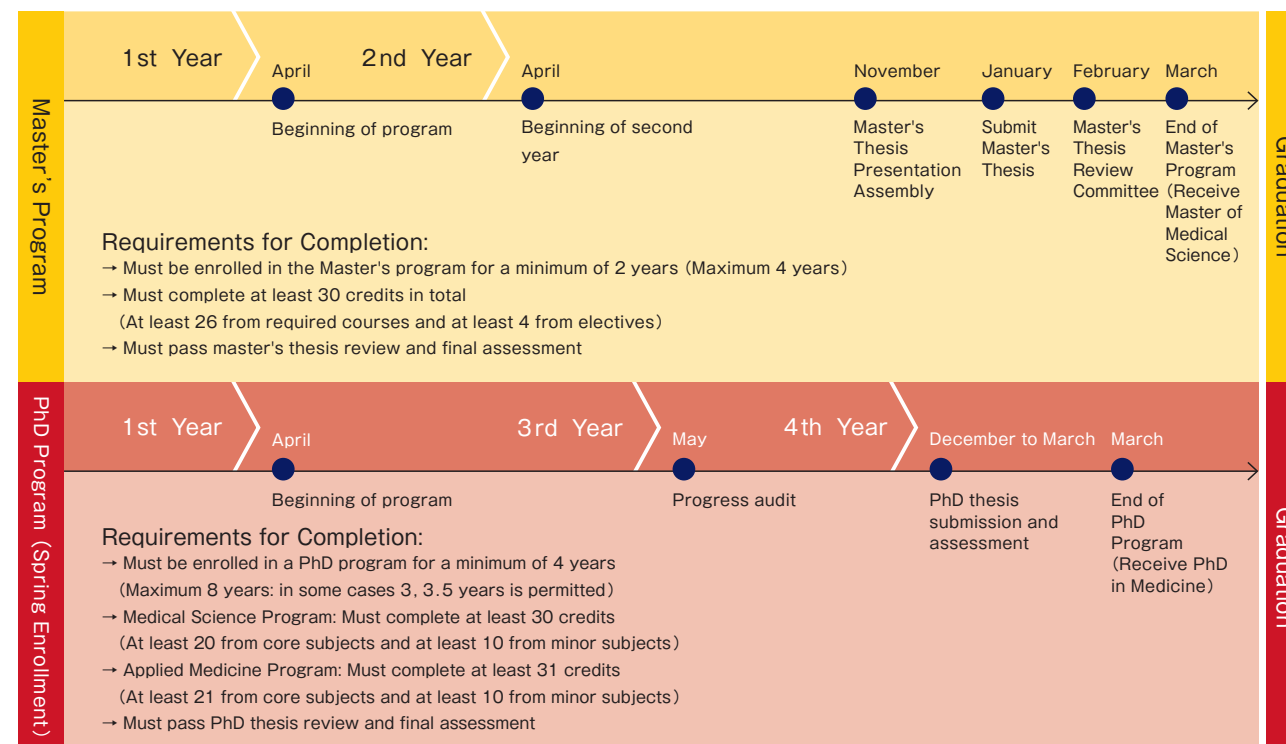 Master's Program
1st Year
2nd Year
April
April
November
January
February
March
Beginning of program
Beginning of second
year
Master's
Thesis
Presentation
Assembly
Submit
Master's
Thesis
Master's
Thesis
Review
Committee
End of
Master's
Program
(Receive
Master of
Medical
Science)
Requirements for Completion:
→ Must be enrolled in the Master's program for a minimum of 2 years (Maximum 4 years)
→ Must complete at least 30 credits in total
(At least 26 from required courses and at least 4 from electives)
→ Must pass master's thesis review and final assessment
Graduation
PhD Program (Spring Enrollment)
1st Year
3rd Year
4th Year
April
May
December to March
March
Beginning of program
Progress audit
PhD thesis
submission and
assessment
End of
PhD
Program
(Receive PhD
in Medicine)
Requirements for Completion:
→ Must be enrolled in a PhD program for a minimum of 4 years
(Maximum 8 years: in some cases 3, 3.5 years is permitted)
→ Medical Science Program: Must complete at least 30 credits
(At least 20 from core subjects and at least 10 from minor subjects)
→ Applied Medicine Program: Must complete at least 31 credits
(At least 21 from core subjects and at least 10 from minor subjects)
→ Must pass PhD thesis review and final assessment
Graduation